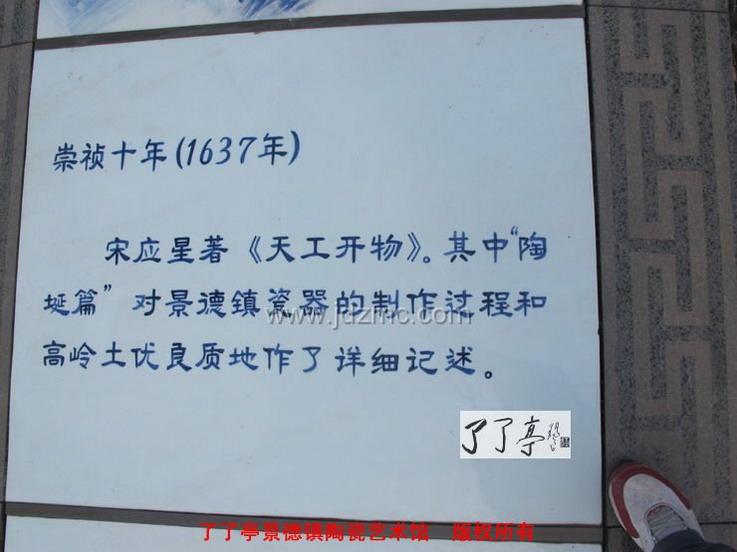 崇祯十年(1637年)
宋应星著《天工开物》。其中“陶
埏篇”对景德镇瓷器的制作过程和
www.jdzmc.com
高岭土优良质地作了详细记述。
了了亭
了了亭景德镇陶瓷艺术馆 版权所有